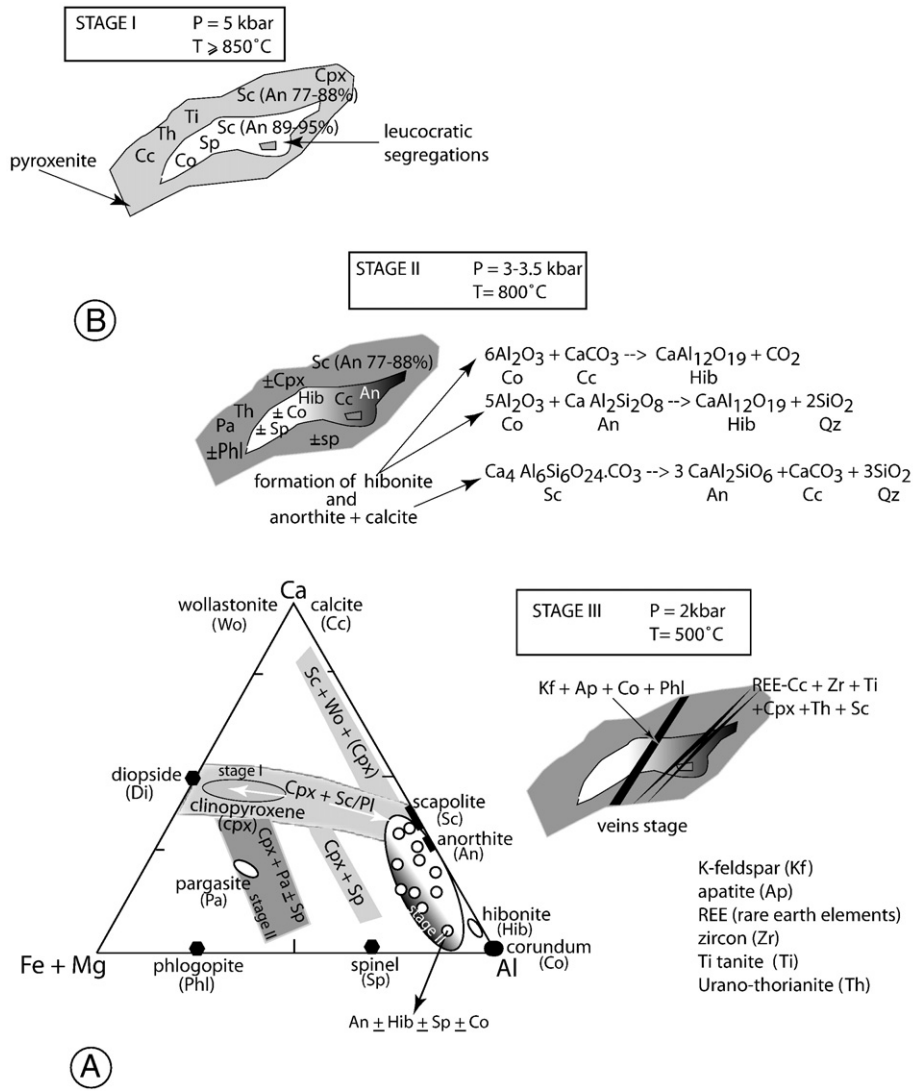 STAGE I P = 5 kbar
T ⩾ 850˚C
Cpx
Sc (An 77-88%)
Ti
Th
Sc (An 89-95%)
Cc
Sp
Co
leucocratic
segregations
pyroxenite
B
STAGE II P = 3-3.5 kbar
T= 800˚C
Sc (An 77-88%)
±Cpx
Hib
Cc
An
Th
± Co
Pa
± Sp
±Phl
±sp
formation of hibonite
and
anorthite + calcite
6Al₂O₃ + CaCO₃ --> CaAl₁₂O₁₉ + CO₂
Co Cc Hib
5Al₂O₃ + Ca Al₂Si₂O₈ --> CaAl₁₂O₁₉ + 2SiO₂
Co An Hib Qz
Ca₄ Al₆Si₆O₂₄.CO₃ --> 3 CaAl₂SiO₆ +CaCO₃ + 3SiO₂
Sc An Cc Qz
Ca
wollastonite
(Wo)
calcite
(Cc)
Sc + Wo + (Cpx)
diopside
(Di)
stage I
Cpx + Sc/Pl
clinopyroxene
(cpx)
scapolite
(Sc)
anorthite
(An)
Cpx + Pa ± Sp
stage II
Cpx + Sp
pargasite
(Pa)
stage II
hibonite
(Hib)
corundum
(Co)
Fe + Mg
phlogopite
(Phl)
spinel
(Sp)
Al
An ± Hib ± Sp ± Co
A
STAGE III P = 2kbar
T= 500˚C
Kf + Ap + Co + Phl
REE-Cc + Zr + Ti
+Cpx +Th + Sc
veins stage
K-feldspar (Kf)
apatite (Ap)
REE (rare earth elements)
zircon (Zr)
Ti tanite (Ti)
Urano-thorianite (Th)